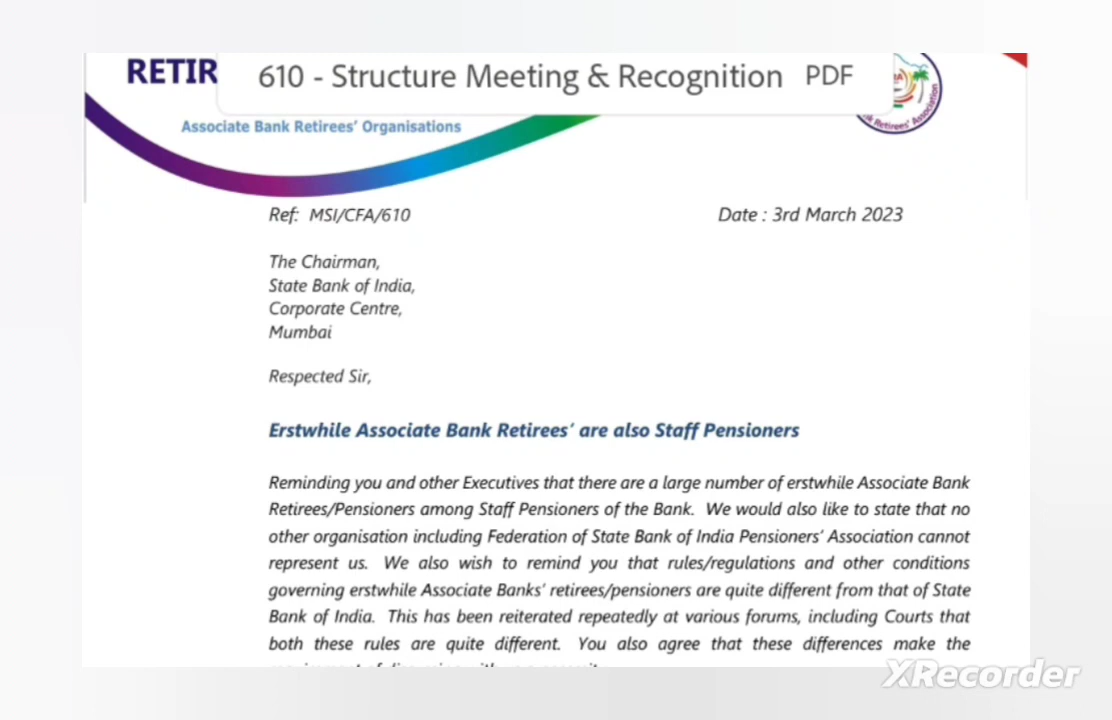 RETIR
610 - Structure Meeting & Recognition PDF
Associate Bank Retirees' Organisations
k Retirees' Association
Ref: MSI/CFA/610
Date : 3rd March 2023
The Chairman,
State Bank of India,
Corporate Centre,
Mumbai
Respected Sir,
Erstwhile Associate Bank Retirees' are also Staff Pensioners
Reminding you and other Executives that there are a large number of erstwhile Associate Bank
Retirees/Pensioners among Staff Pensioners of the Bank. We would also like to state that no
other organisation including Federation of State Bank of India Pensioners' Association cannot
represent us. We also wish to remind you that rules/regulations and other conditions
governing erstwhile Associate Banks' retirees/pensioners are quite different from that of State
Bank of India. This has been reiterated repeatedly at various forums, including Courts that
both these rules are quite different. You also agree that these differences make the
XRecorder